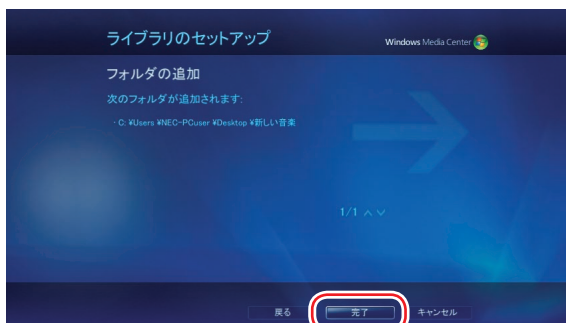 ライブラリのセットアップ
Windows Media Center
フォルダの追加
次のフォルダが追加されます:
・C: ¥Users ¥NEC-PCuser ¥Desktop ¥新しい音楽
1/1
戻る
完了
キャンセル